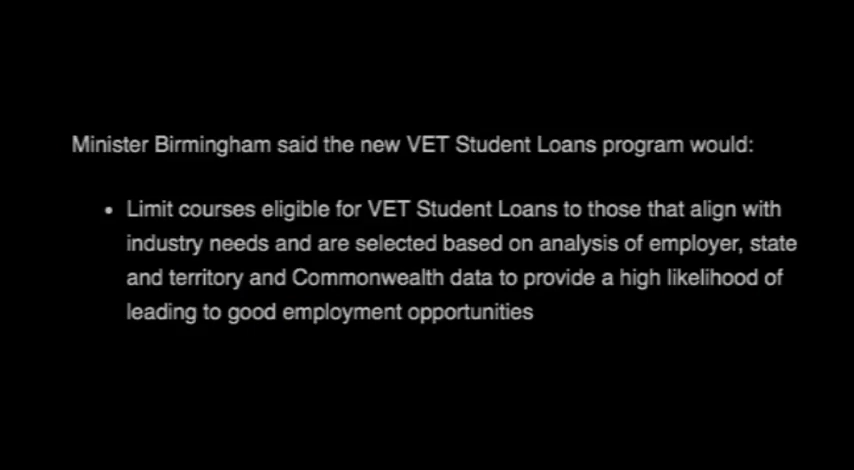 Minister Birmingham said the new VET Student Loans program would:
• Limit courses eligible for VET Student Loans to those that align with
industry needs and are selected based on analysis of employer, state
and territory and Commonwealth data to provide a high likelihood of
leading to good employment opportunities